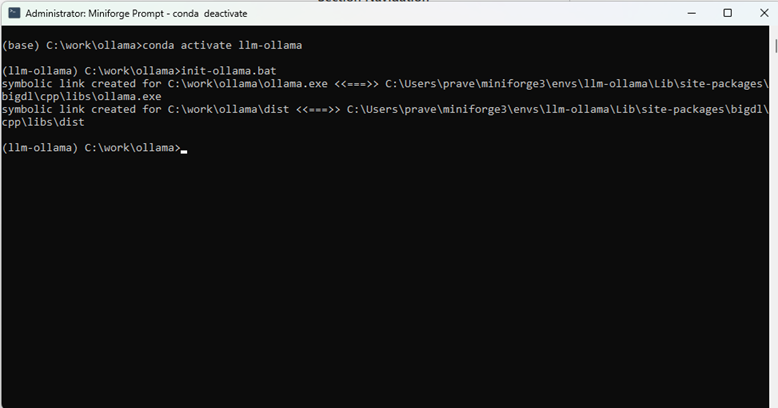 Section Navigation
Administrator: Miniforge Prompt - conda  deactivate
(base) C:\work\ollama>conda activate llm-ollama
(llm-ollama) C:\work\ollama>init-ollama.bat
symbolic link created for C:\work\ollama\ollama.exe <<===>> C:\Users\prave\miniforge3\envs\llm-ollama\Lib\site-packages\
bigdl\cpp\libs\ollama.exe
symbolic link created for C:\work\ollama\dist <<===>> C:\Users\prave\miniforge3\envs\llm-ollama\Lib\site-packages\bigdl\
cpp\libs\dist
(llm-ollama) C:\work\ollama>